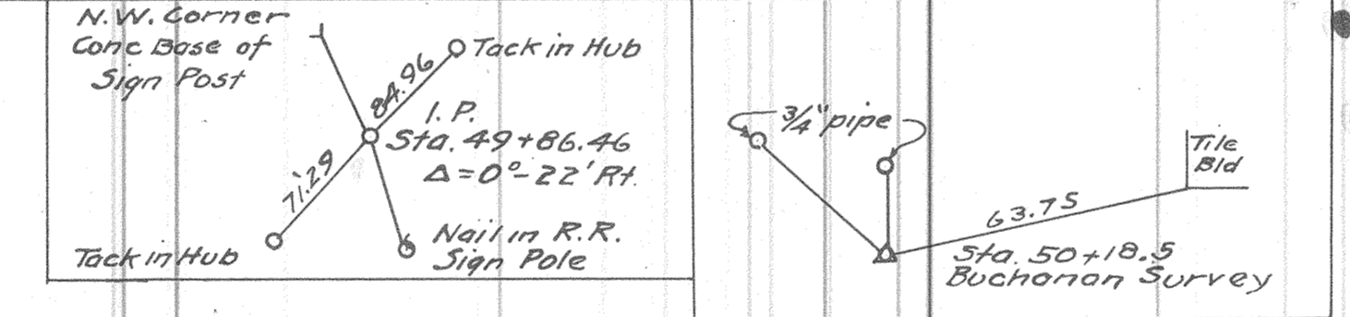 N.W. Corner
Conc Base of
Sign Post
Tack in Hub
84.96
I.P.
Sta. 49+86.46
Δ=0°-22' Rt.
71.29
Tack in Hub
Nail in R.R.
Sign Pole
3/4" pipe
Tile
Bld
63.75
Sta. 50+18.5
Buchanan Survey